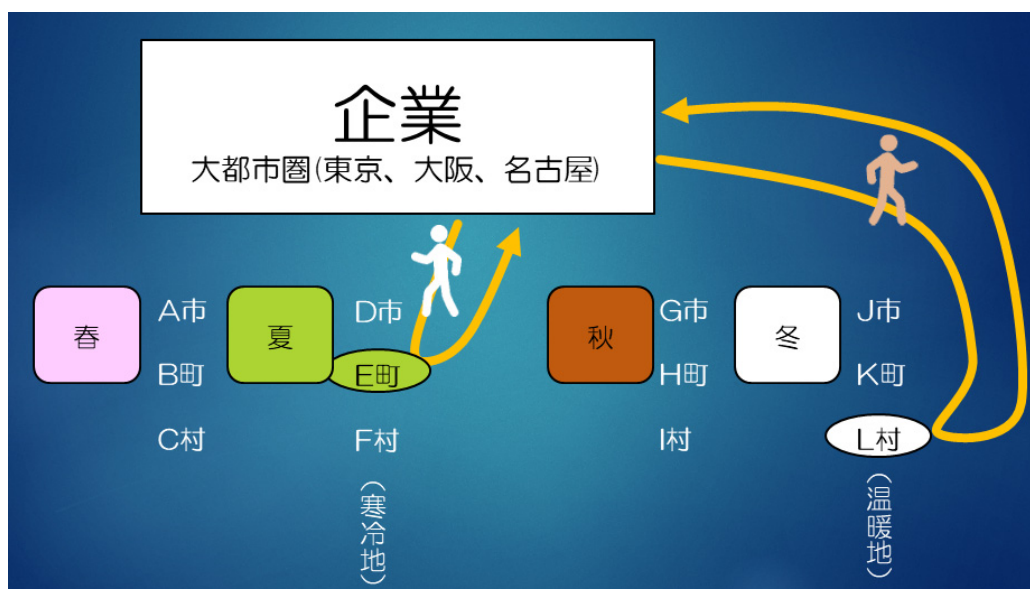 企業
大都市圏(東京、大阪、名古屋)
春
A市
B町
C村
夏
D市
E町
F村
(寒冷地)
秋
G市
H町
I村
冬
J市
K町
L村
(温暖地)